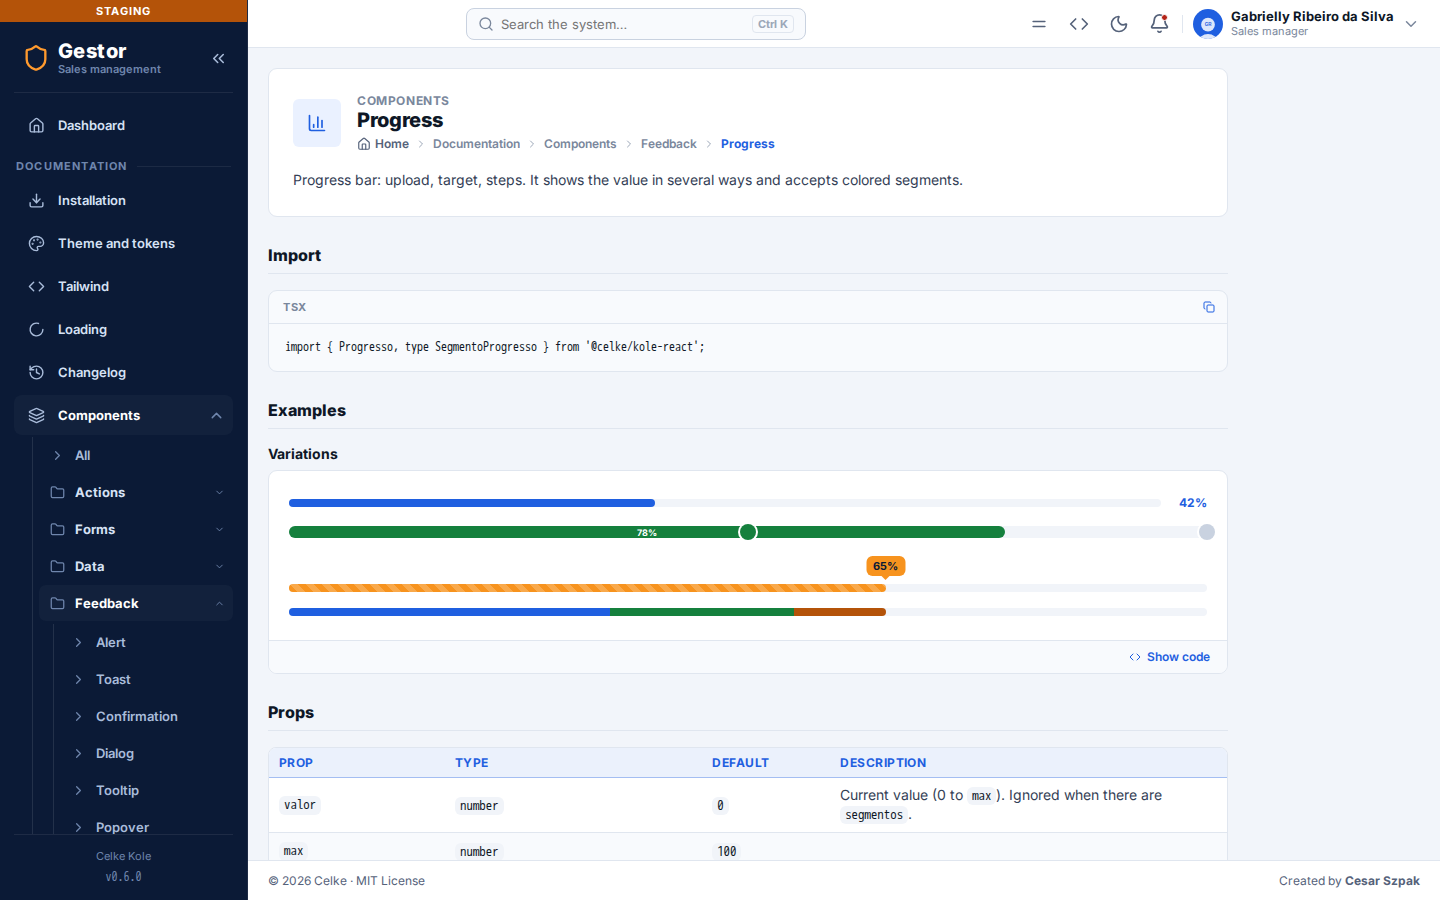 STAGING
Gestor
Sales management
Dashboard
DOCUMENTATION
Installation
Theme and tokens
Tailwind
Loading
Changelog
Components
All
Actions
Forms
Data
Feedback
Alert
Toast
Confirmation
Dialog
Tooltip
Popover
Celke Kole
v0.6.0
Search the system...
Ctrl K
GR
Gabrielly Ribeiro da Silva
Sales manager
COMPONENTS
Progress
Home
Documentation
Components
Feedback
Progress
Progress bar: upload, target, steps. It shows the value in several ways and accepts colored segments.
Import
TSX
import { Progresso, type SegmentoProgresso } from '@celke/kole-react';
Examples
Variations
42%
78%
65%
Show code
Props
PROP TYPE DEFAULT DESCRIPTION
valor number 0 Current value (0 to max). Ignored when there are
segmentos.
max number 100
© 2026 Celke · MIT License
Created by Cesar Szpak